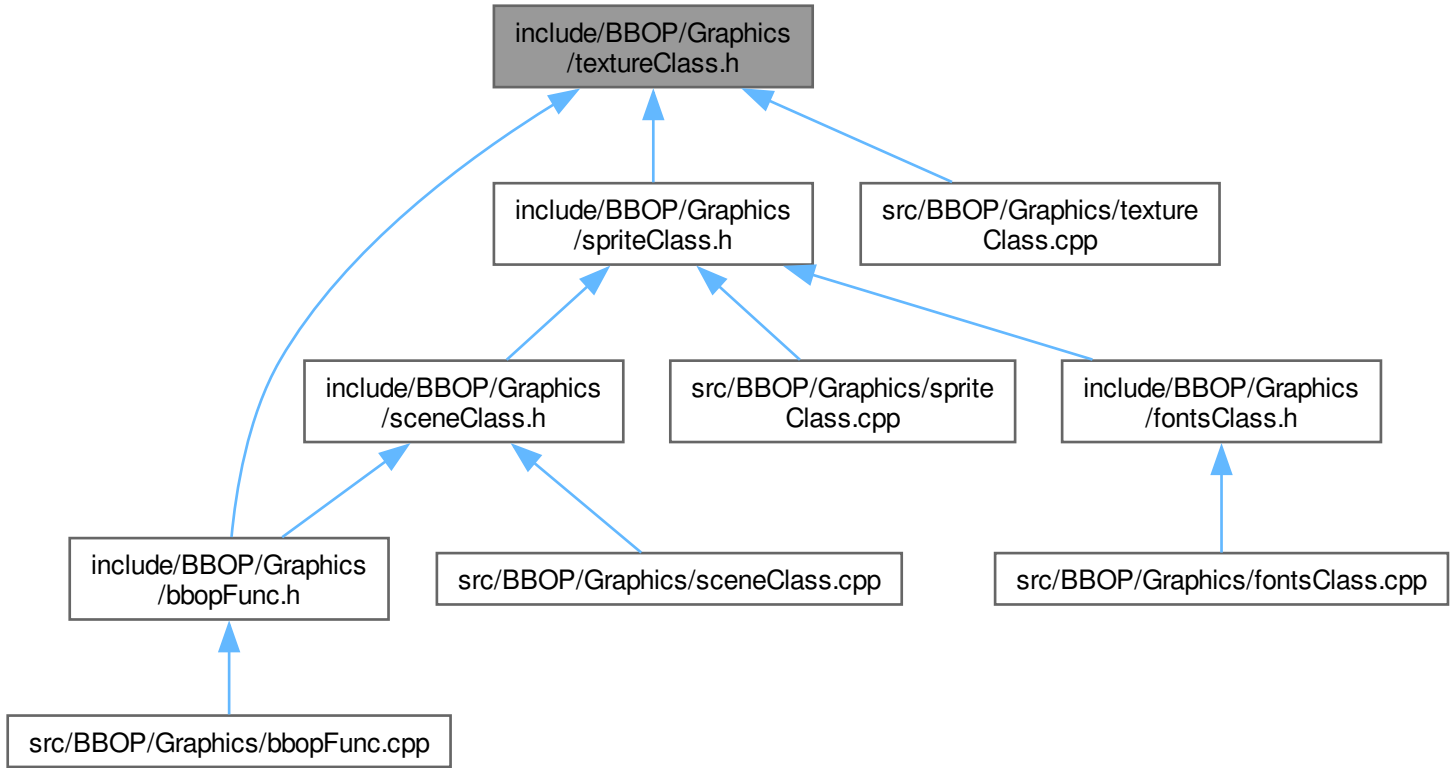 include/BBOP/Graphics
/textureClass.h
include/BBOP/Graphics
/spriteClass.h
src/BBOP/Graphics/texture
Class.cpp
include/BBOP/Graphics
/sceneClass.h
src/BBOP/Graphics/sprite
Class.cpp
include/BBOP/Graphics
/fontsClass.h
include/BBOP/Graphics
/bbopFunc.h
src/BBOP/Graphics/sceneClass.cpp
src/BBOP/Graphics/fontsClass.cpp
src/BBOP/Graphics/bbopFunc.cpp